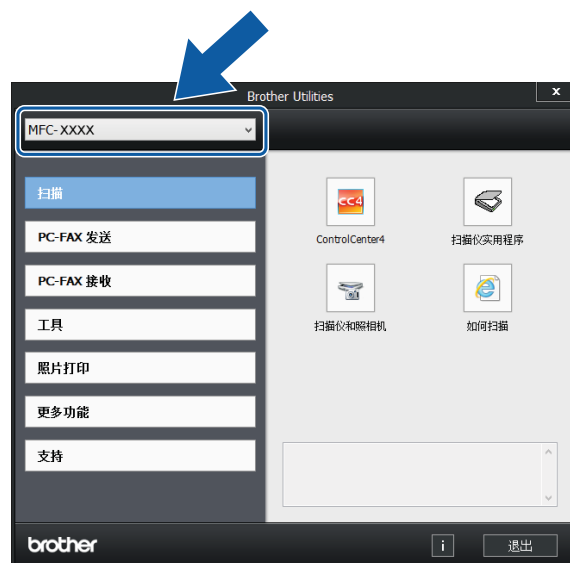 Brother Utilities
x
MFC-XXXX
扫描
PC-FAX 发送
PC-FAX 接收
工具
照片打印
更多功能
支持
CC4
ControlCenter4
扫描仪实用程序
扫描仪和照相机
如何扫描
brother
i
退出